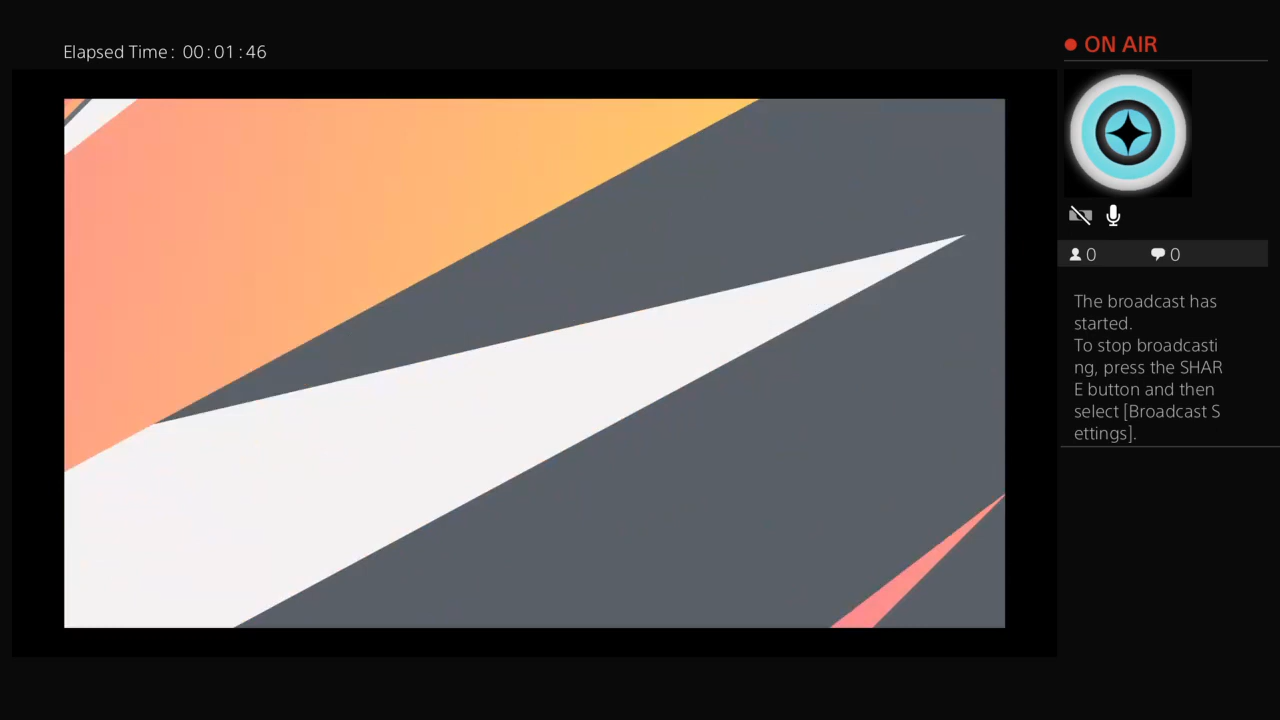 Elapsed Time: 00:01:46
ON AIR
0
0
The broadcast has
started.
To stop broadcasti
ng, press the SHAR
E button and then
select [Broadcast S
ettings].